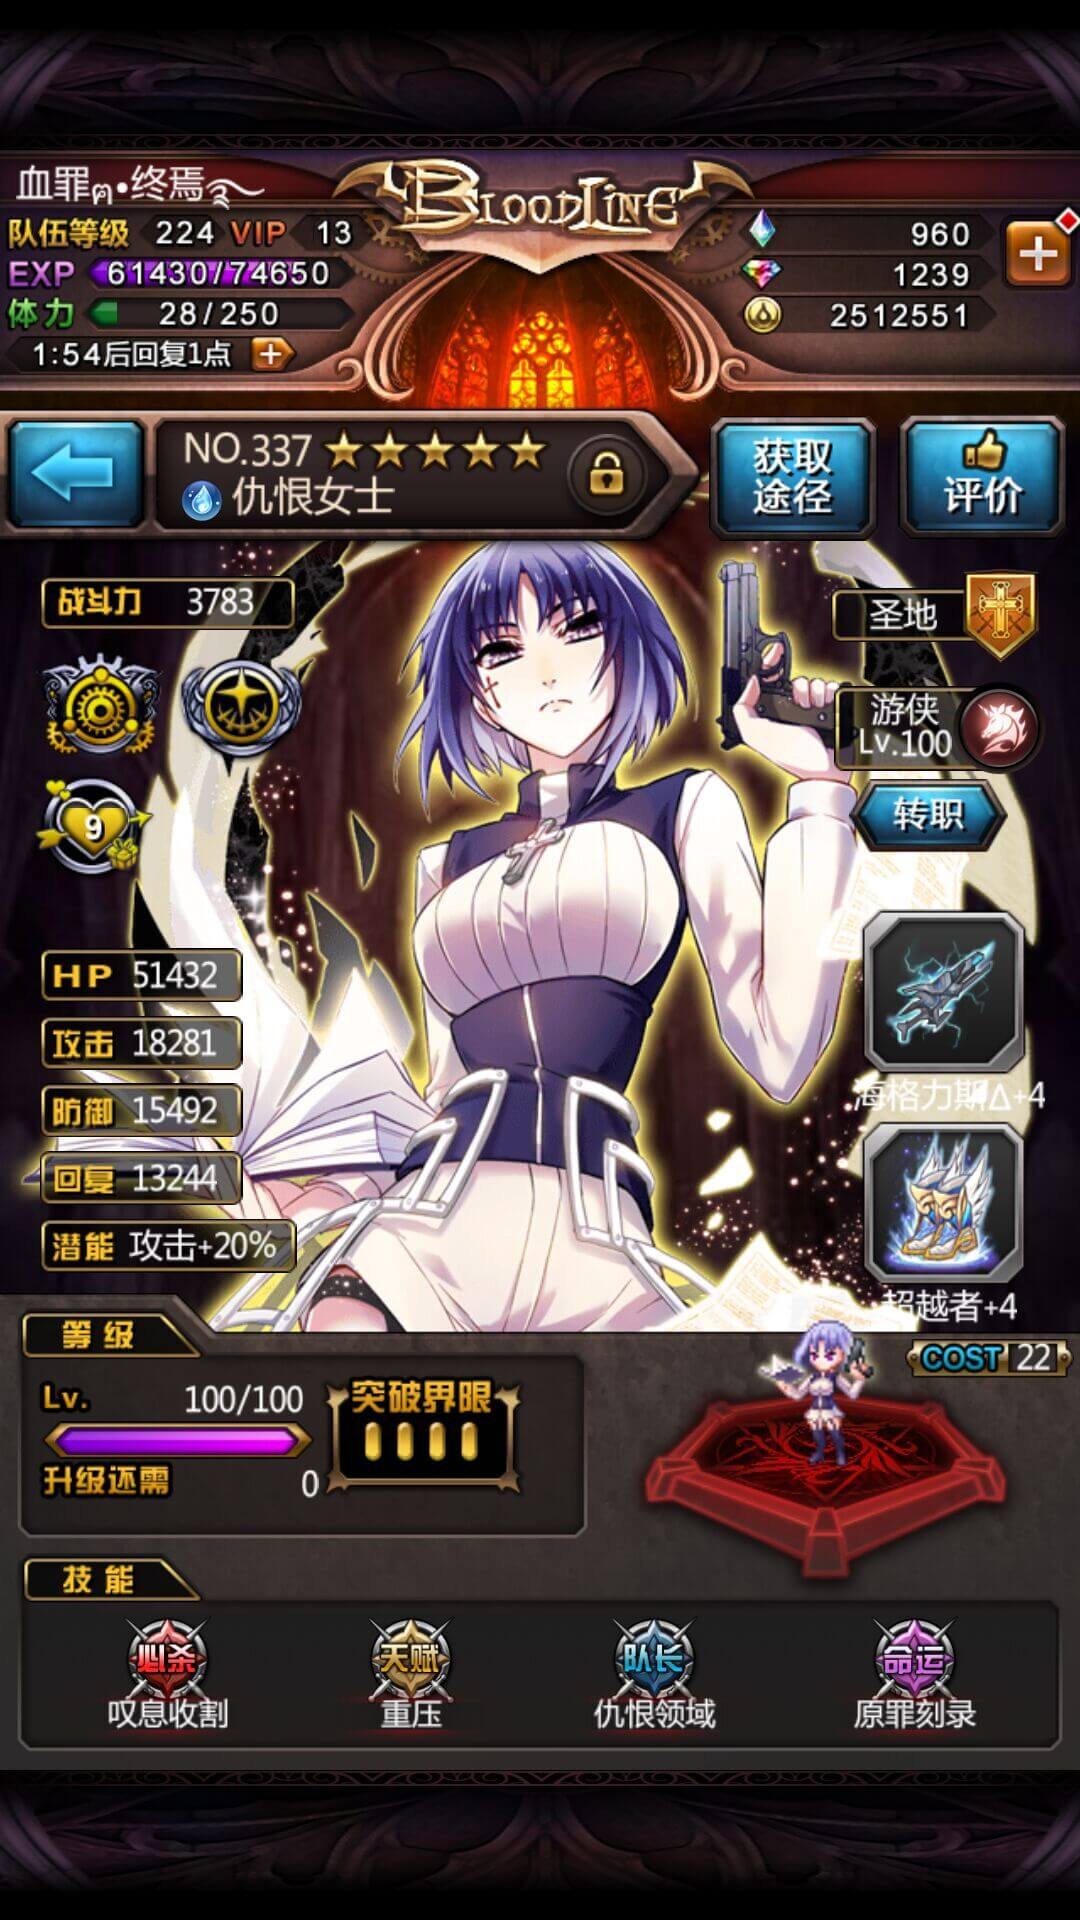 血罪ฅ•终焉࿐
BLOODLINE
队伍等级 224 VIP 13
960
EXP 61430/74650
1239
体力 28/250
2512551
1:54后回复1点
NO.337
仇恨女士
获取
途径
评价
战斗力 3783
圣地
游侠
Lv.100
转职
9
HP 51432
攻击 18281
防御 15492
回复 13244
潜能 攻击+20%
海格力斯Δ+4
超越者+4
等级
COST 22
Lv. 100/100
突破界限
升级还需 0
技能
必杀 天赋 队长 命运
叹息收割 重压 仇恨领域 原罪刻录